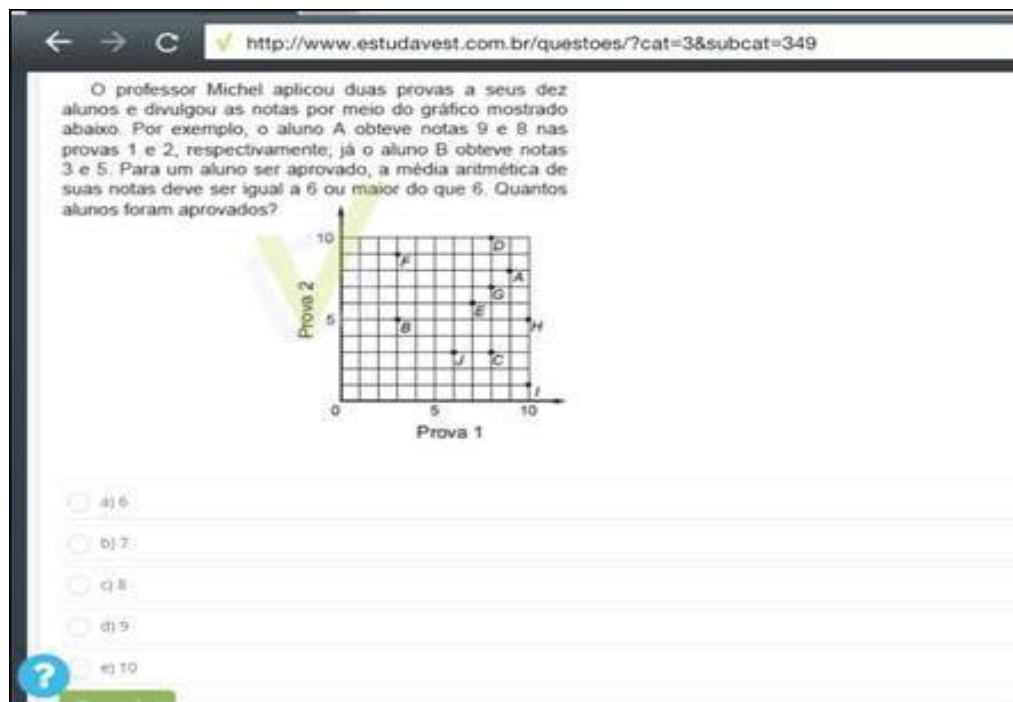 http://www.estudavest.com.br/questoes/?cat=3&subcat=349
O professor Michel aplicou duas provas a seus dez
alunos e divulgou as notas por meio do gráfico mostrado
abaixo. Por exemplo, o aluno A obteve notas 9 e 8 nas
provas 1 e 2, respectivamente; já o aluno B obteve notas
3 e 5. Para um aluno ser aprovado, a média aritmética de
suas notas deve ser igual a 6 ou maior do que 6. Quantos
alunos foram aprovados?
10
D
F
A
G
Prova 2
E
5
B
H
J
C
I
0
5
10
Prova 1
a) 6
b) 7
c) 8
d) 9
e) 10
?